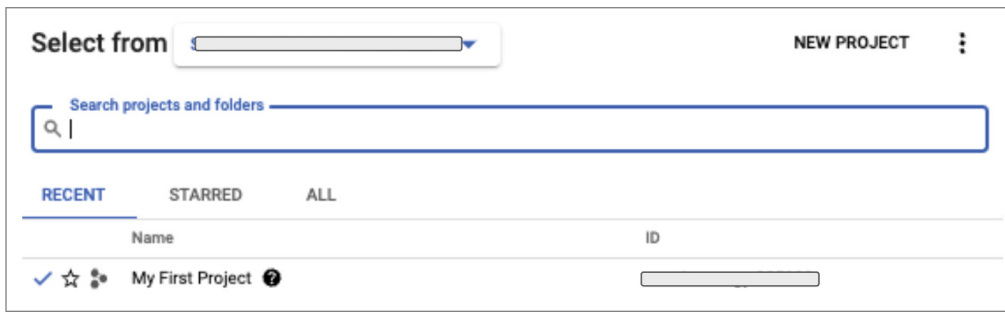 Select from
NEW PROJECT
Search projects and folders
RECENT STARRED ALL
Name ID
My First Project